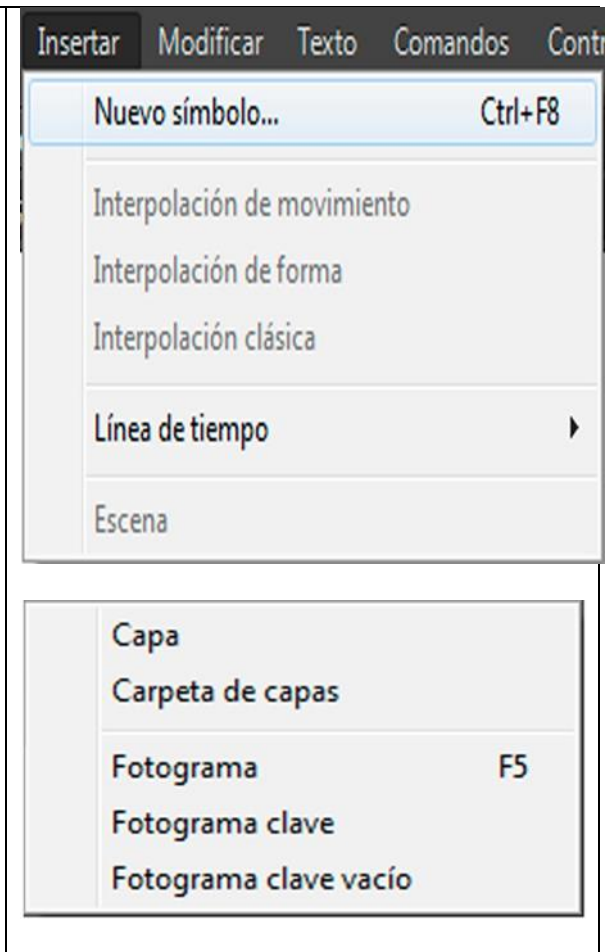 Insertar Modificar Texto Comandos Contr
Nuevo símbolo... Ctrl+F8
Interpolación de movimiento
Interpolación de forma
Interpolación clásica
Línea de tiempo
Escena
Capa
Carpeta de capas
Fotograma F5
Fotograma clave
Fotograma clave vacío